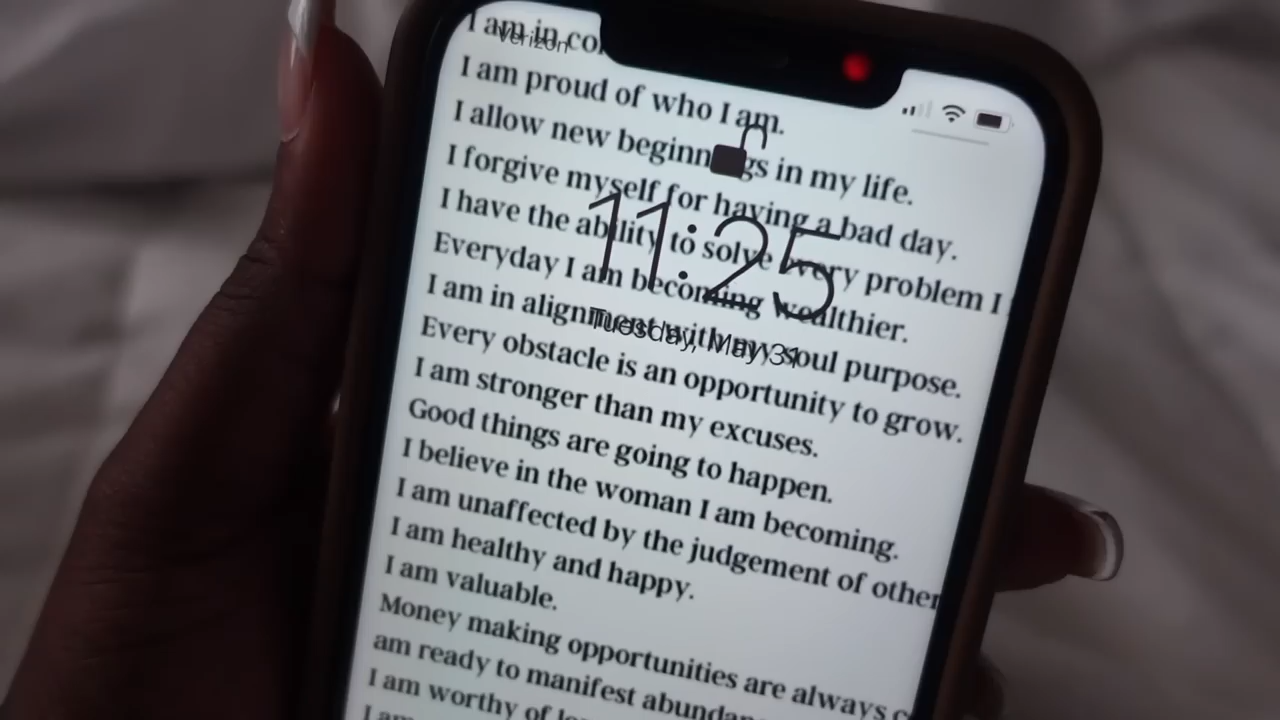 I am in
Verizon
I am proud of who I am.
I allow new beginnings in my life.
I forgive myself for having a bad day.
11:25
I have the ability to solve every problem I
Everyday I am becoming wealthier.
Tuesday, May 31
I am in alignment with my soul purpose.
Every obstacle is an opportunity to grow.
I am stronger than my excuses.
Good things are going to happen.
I believe in the woman I am becoming.
I am unaffected by the judgement of other
I am healthy and happy.
I am valuable.
Money making opportunities are always
am ready to manifest
I am worthy of
I am